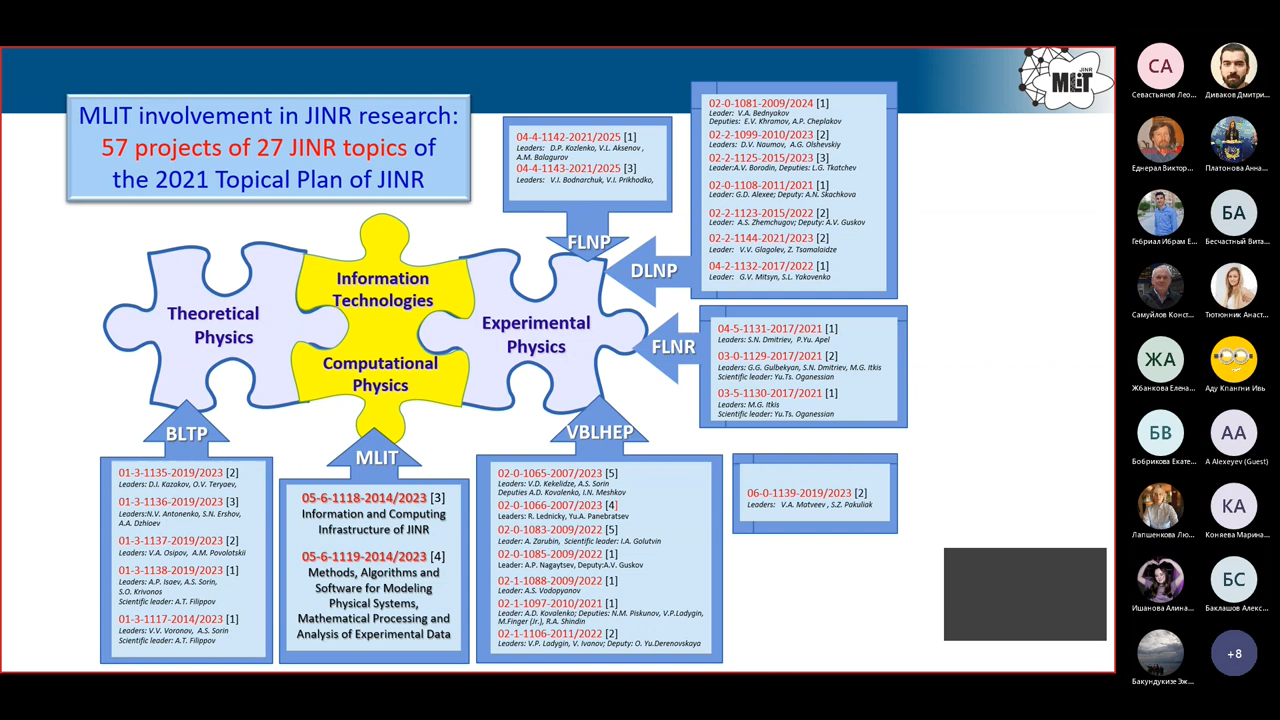 MLIT involvement in JINR research:
57 projects of 27 JINR topics of
the 2021 Topical Plan of JINR
JINR
MLIT
04-4-1142-2021/2025 [1]
Leaders: D.P. Kozlenko, V.L. Aksenov ,
A.M. Balagurov
04-4-1143-2021/2025 [3]
Leaders: V.I. Bodnarchuk, V.I. Prikhodko,
FLNP
02-0-1081-2009/2024 [1]
Leader: V.A. Bednyakov
Deputies: E.V. Khramov, A.P. Cheplakov
02-2-1099-2010/2023 [2]
Leaders: D.V. Naumov, A.G. Olshevskiy
02-2-1125-2015/2023 [3]
Leader:A.V. Borodin, Deputies: L.G. Tkatchev
02-0-1108-2011/2021 [1]
Leader: G.D. Alexee; Deputy: A.N. Skachkova
02-2-1123-2015/2022 [2]
Leader: A.S. Zhemchugov; Deputy: A.V. Guskov
02-2-1144-2021/2023 [2]
Leader: V.V. Glagolev, Z. Tsamalaidze
04-2-1132-2017/2022 [1]
Leader: G.V. Mitsyn, S.L. Yakovenko
DLNP
Theoretical
Physics
Information
Technologies
Computational
Physics
Experimental
Physics
FLNR
04-5-1131-2017/2021 [1]
Leaders: S.N. Dmitriev, P.Yu. Apel
03-0-1129-2017/2021 [2]
Leaders: G.G. Gulbekyan, S.N. Dmitriev, M.G. Itkis
Scientific leader: Yu.Ts. Oganessian
03-5-1130-2017/2021 [1]
Leaders: M.G. Itkis
Scientific leader: Yu.Ts. Oganessian
BLTP
01-3-1135-2019/2023 [2]
Leaders: D.I. Kazakov, O.V. Teryaev,
01-3-1136-2019/2023 [3]
Leaders:N.V. Antonenko, S.N. Ershov,
A.A. Dzhioev
01-3-1137-2019/2023 [2]
Leaders: V.A. Osipov, A.M. Povolotskii
01-3-1138-2019/2023 [1]
Leaders: A.P. Isaev, A.S. Sorin,
S.O. Krivonos
Scientific leader: A.T. Filippov
01-3-1117-2014/2023 [1]
Leaders: V.V. Voronov, A.S. Sorin
Scientific leader: A.T. Filippov
MLIT
05-6-1118-2014/2023 [3]
Information and Computing
Infrastructure of JINR
05-6-1119-2014/2023 [4]
Methods, Algorithms and
Software for Modeling
Physical Systems,
Mathematical Processing and
Analysis of Experimental Data
VBLHEP
02-0-1065-2007/2023 [5]
Leaders: V.D. Kekelidze, A.S. Sorin
Deputies A.D. Kovalenko, I.N. Meshkov
02-0-1066-2007/2023 [4]
Leaders: R. Lednicky, Yu.A. Panebratsev
02-0-1083-2009/2022 [5]
Leader: A. Zarubin, Scientific leader: I.A. Golutvin
02-0-1085-2009/2022 [1]
Leader: A.P. Nagaytsev, Deputy:A.V. Guskov
02-1-1088-2009/2022 [1]
Leader: A.S. Vodopyanov
02-1-1097-2010/2021 [1]
Leader: A.D. Kovalenko; Deputies: N.M. Piskunov, V.P.Ladygin,
M.Finger (Jr.), R.A. Shindin
02-1-1106-2011/2022 [2]
Leaders: V.P. Ladygin, V. Ivanov; Deputy: O. Yu.Derenovskaya
06-0-1139-2019/2023 [2]
Leaders: V.A. Matveev , S.Z. Pakuliak
СА
Севастьянов Лео...
Диваков Дмитри...
Еднерал Виктор...
Платонова Анна...
Гебриал Ибрам Е...
БА
Бесчастный Вита...
Самуйлов Конст...
Тютюнник Анаст...
ЖА
Жбанкова Елена...
Аду Кпангни Ивь
БВ
Бобрикова Екате...
АА
A Alexeyev (Guest)
Лапшенкова Лю...
КА
Коняева Марина...
Ишанова Алина...
БС
Баклашов Алекс...
Бакундукизе Эж...
+8